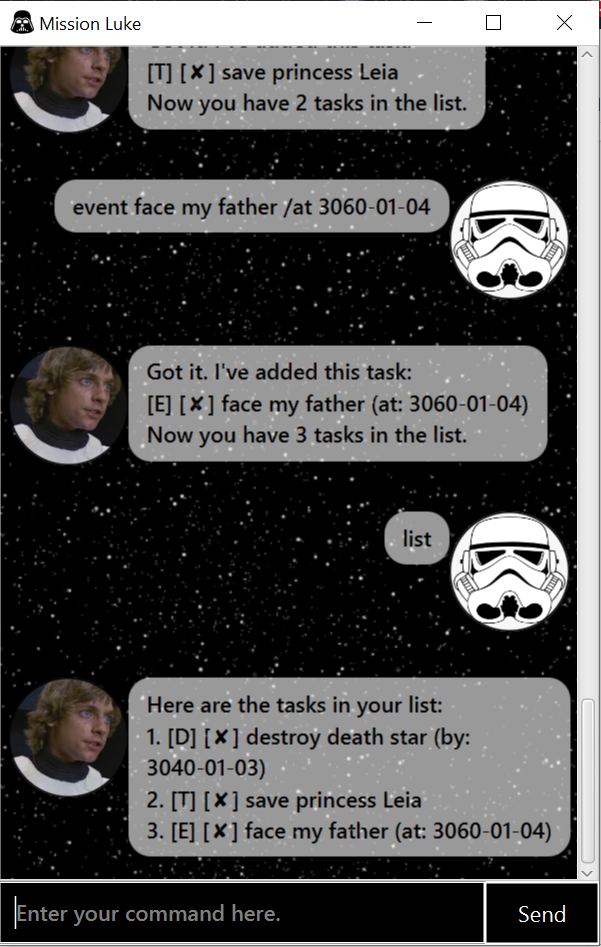 Mission Luke
[T] [✘] save princess Leia
Now you have 2 tasks in the list.
event face my father /at 3060-01-04
Got it. I've added this task:
[E] [✘] face my father (at: 3060-01-04)
Now you have 3 tasks in the list.
list
Here are the tasks in your list:
1. [D] [✘] destroy death star (by:
3040-01-03)
2. [T] [✘] save princess Leia
3. [E] [✘] face my father (at: 3060-01-04)
Enter your command here.
Send